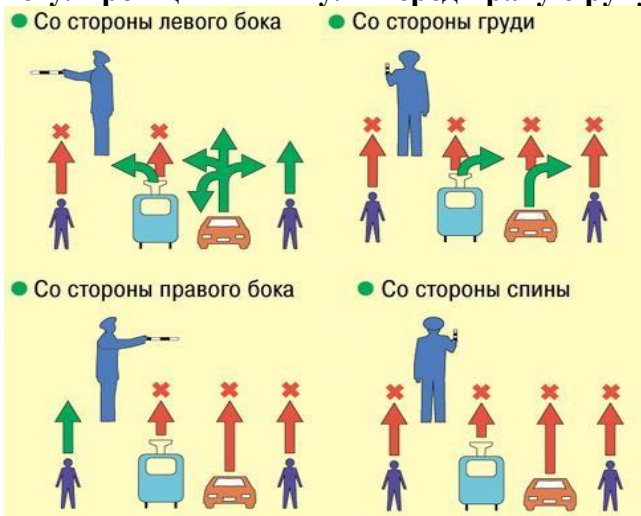 Со стороны левого бока
Со стороны груди
Со стороны правого бока
Со стороны спины